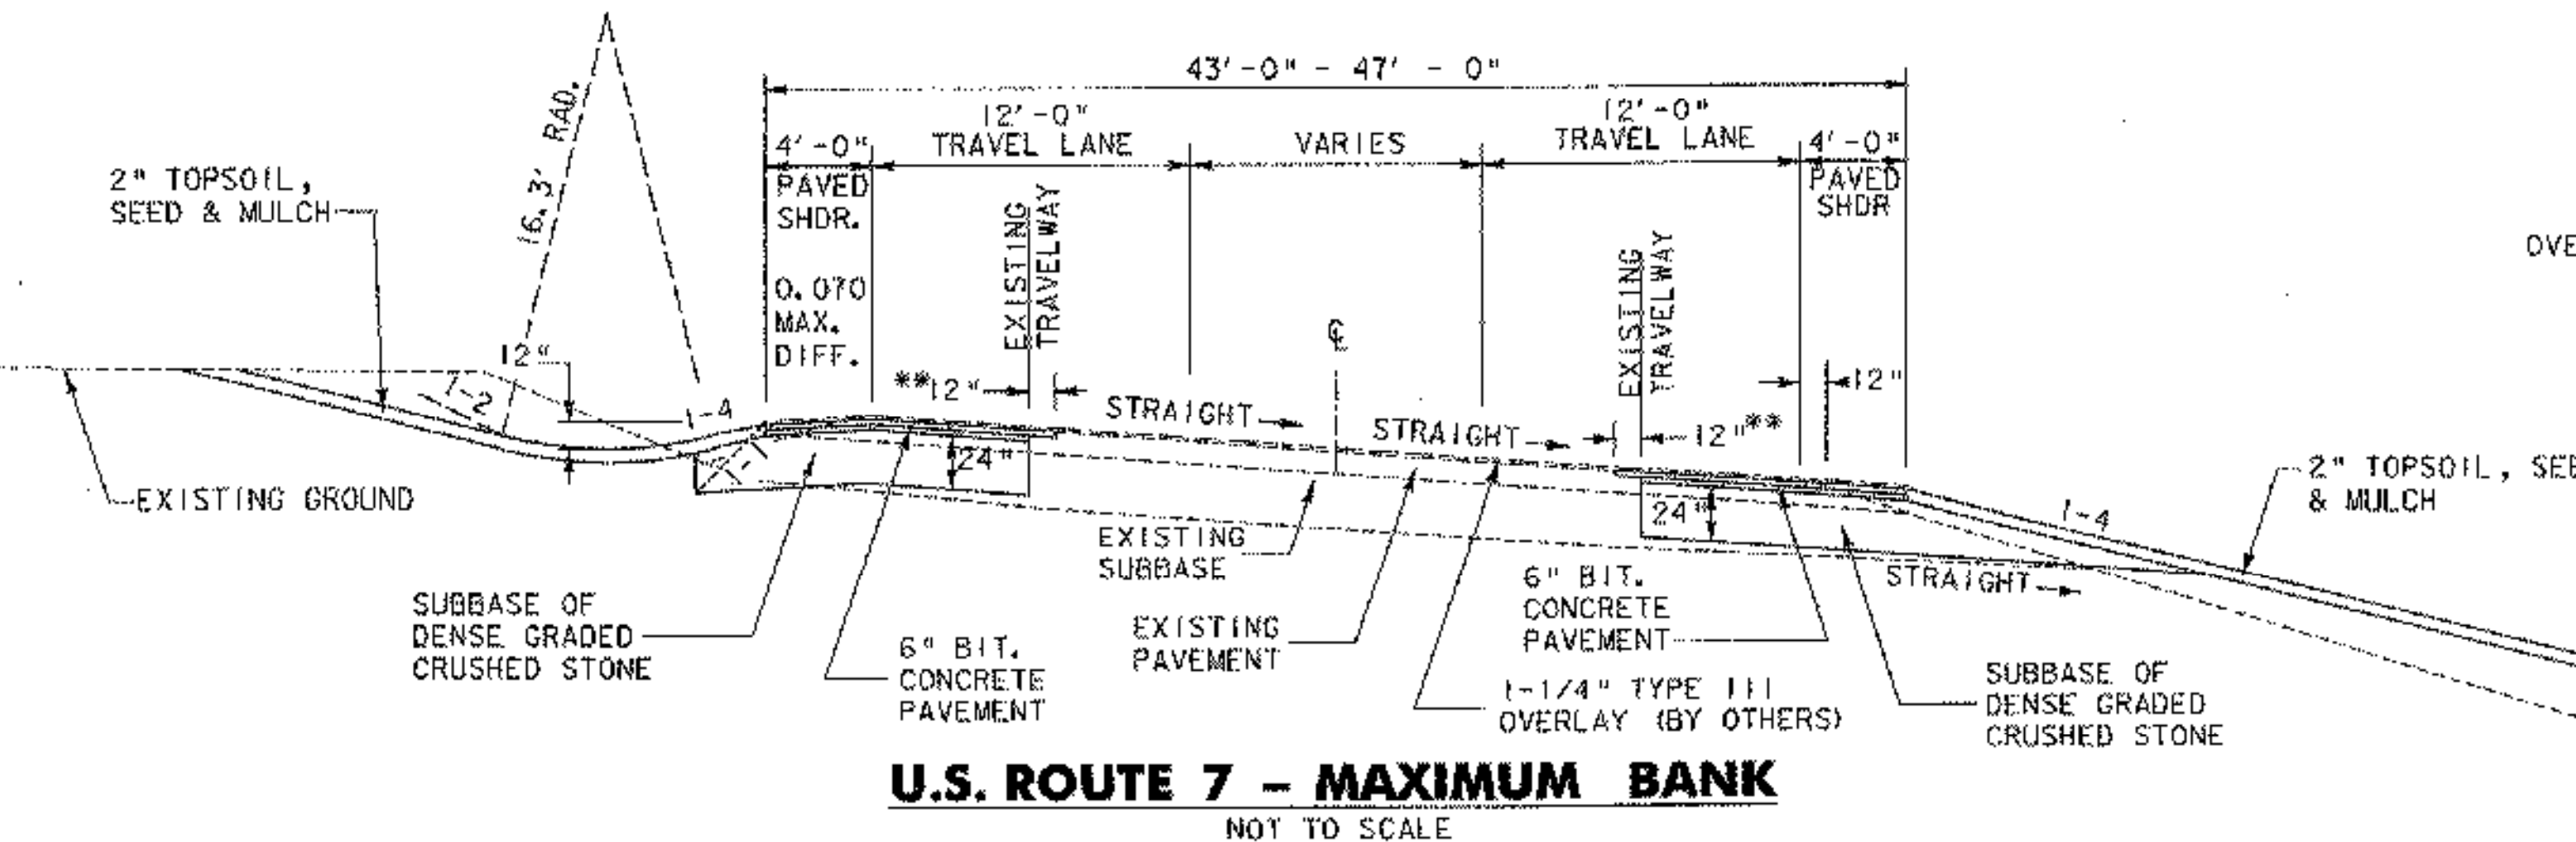 43'-0" - 47' - 0"
16.3' RAD.
2" TOPSOIL,
SEED & MULCH
4'-0"
PAVED
SHDR.
0.070
MAX.
DIFF.
12'-0"
TRAVEL LANE
VARIES
12'-0"
TRAVEL LANE
4'-0"
PAVED
SHDR
EXISTING
TRAVELWAY
EXISTING
TRAVELWAY
OVE
12"
1-2
1-4
1-1
**12"
STRAIGHT
℄
STRAIGHT
12"**
12"
24"
24"
EXISTING GROUND
1-4
2" TOPSOIL, SEE
& MULCH
EXISTING
SUBBASE
STRAIGHT
SUBBASE OF
DENSE GRADED
CRUSHED STONE
6" BIT.
CONCRETE
PAVEMENT
EXISTING
PAVEMENT
6" BIT.
CONCRETE
PAVEMENT
1-1/4" TYPE III
OVERLAY (BY OTHERS)
SUBBASE OF
DENSE GRADED
CRUSHED STONE
U.S. ROUTE 7 - MAXIMUM BANK
NOT TO SCALE